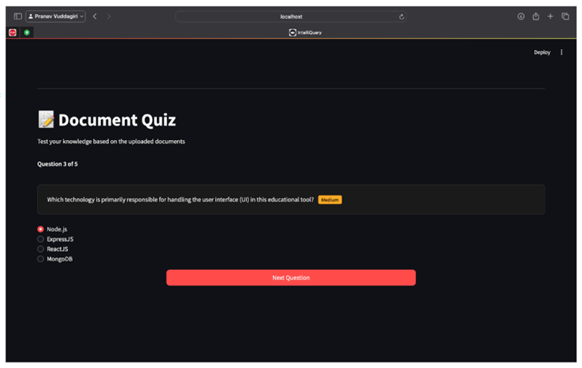 Pranav Vuddagiri
localhost
IntelliQuery
Deploy
Document Quiz
Test your knowledge based on the uploaded documents
Question 3 of 5
Which technology is primarily responsible for handling the user interface (UI) in this educational tool? Medium
Node.js
ExpressJS
ReactJS
MongoDB
Next Question